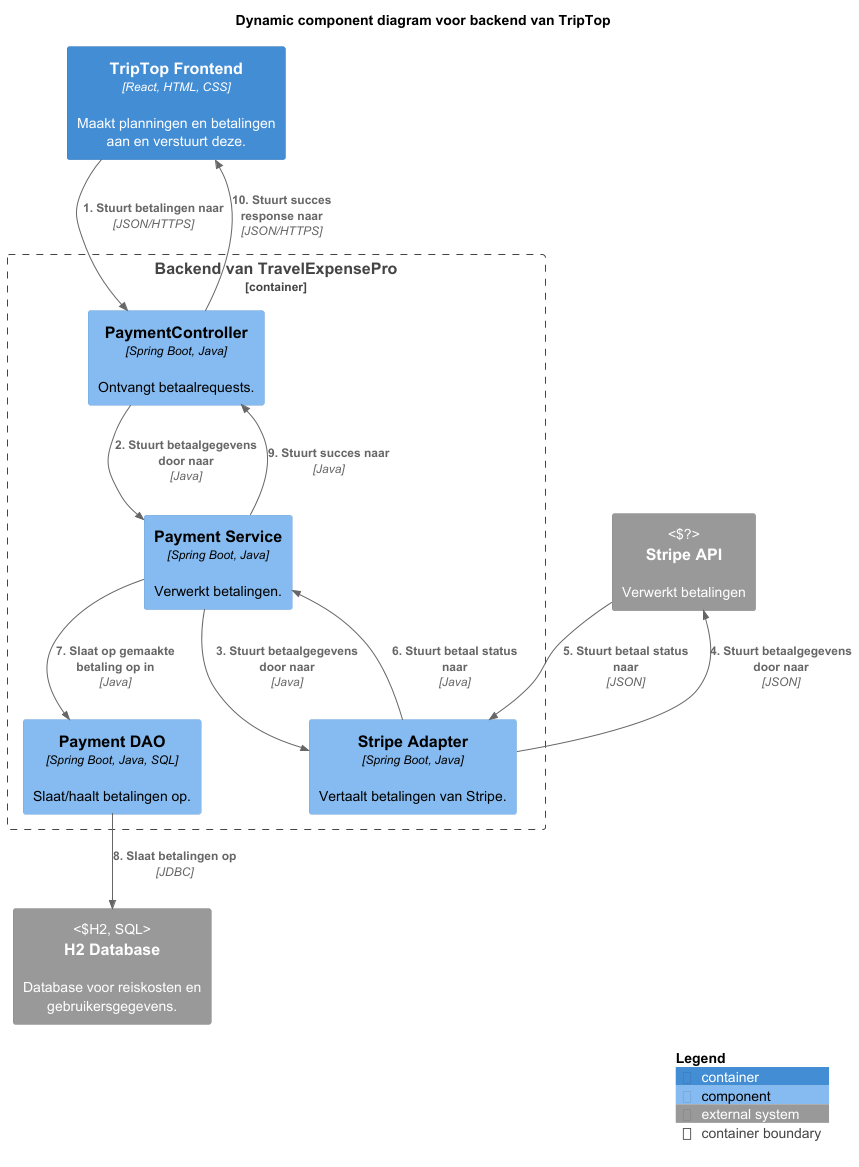 Dynamic component diagram voor backend van TripTop
TripTop Frontend
[React, HTML, CSS]
Maakt planningen en betalingen
aan en verstuurt deze.
1. Stuurt betalingen naar
[JSON/HTTPS]
10. Stuurt succes
response naar
[JSON/HTTPS]
Backend van TravelExpensePro
[container]
PaymentController
[Spring Boot, Java]
Ontvangt betaalrequests.
2. Stuurt betaalgegevens
door naar
[Java]
9. Stuurt succes naar
[Java]
Payment Service
[Spring Boot, Java]
Verwerkt betalingen.
<$?>
Stripe API
Verwerkt betalingen
7. Slaat op gemaakte
betaling op in
[Java]
3. Stuurt betaalgegevens
door naar
[Java]
6. Stuurt betaal status
naar
[Java]
5. Stuurt betaal status
naar
[JSON]
4. Stuurt betaalgegevens
door naar
[JSON]
Payment DAO
[Spring Boot, Java, SQL]
Slaat/haalt betalingen op.
Stripe Adapter
[Spring Boot, Java]
Vertaalt betalingen van Stripe.
8. Slaat betalingen op
[JDBC]
<$H2, SQL>
H2 Database
Database voor reiskosten en
gebruikersgegevens.
Legend
container
component
external system
container boundary